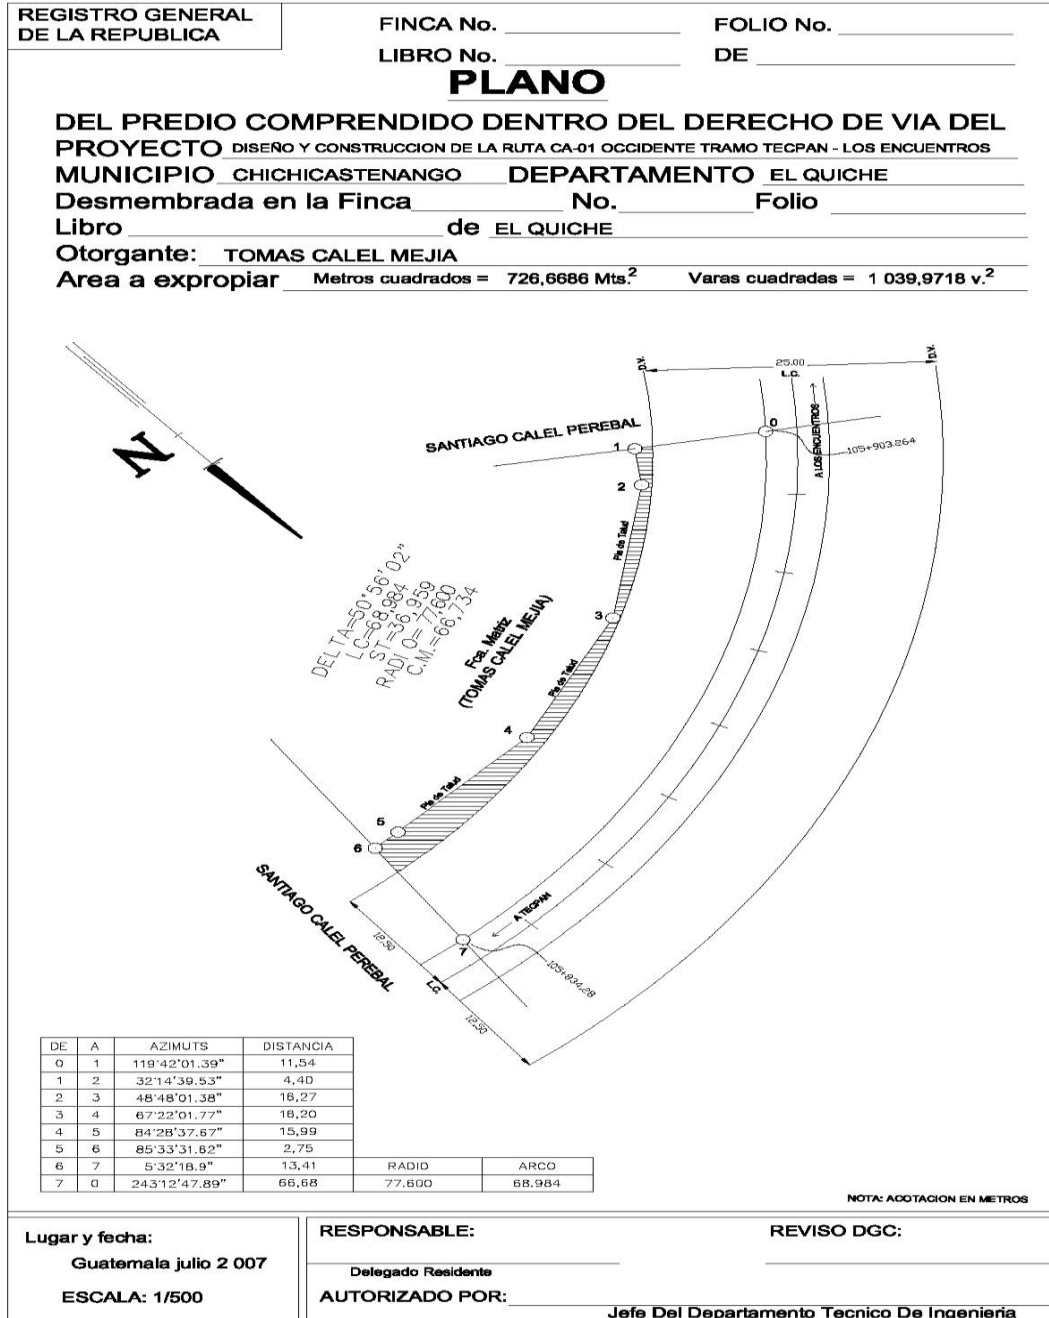 REGISTRO GENERAL
DE LA REPUBLICA
FINCA No.
FOLIO No.
LIBRO No.
DE
PLANO
DEL PREDIO COMPRENDIDO DENTRO DEL DERECHO DE VIA DEL
PROYECTO DISEÑO Y CONSTRUCCION DE LA RUTA CA-01 OCCIDENTE TRAMO TECPAN - LOS ENCUENTROS
MUNICIPIO CHICHICASTENANGO DEPARTAMENTO EL QUICHE
Desmembrada en la Finca No. Folio
Libro de EL QUICHE
Otorgante: TOMAS CALEL MEJIA
Area a expropiar Metros cuadrados = 726,6686 Mts.2 Varas cuadradas = 1 039,9718 v.2
N
D.V.
25.00
L.C.
D.V.
SANTIAGO CALEL PEREBAL
1
0
A LOS ENCUENTROS
105+903.264
2
Pie de Talud
3
DELTA=50°56'02"
LC=68,984
ST=36,959
RADIO=77,600
C.M.=66,734
Fca. Matriz
(TOMAS CALEL MEJIA)
Pie de Talud
4
Pie de Talud
5
6
SANTIAGO CALEL PEREBAL
A TECPAN
12,50
7
105+834,28
L.C.
12,50
DE A AZIMUTS DISTANCIA
0 1 119°42'01.39" 11,54
1 2 32°14'39.53" 4,40
2 3 48°48'01.38" 16,27
3 4 67°22'01.77" 16,20
4 5 84°28'37.67" 15,99
5 6 85°33'31.62" 2,75
6 7 5°32'18.9" 13,41 RADIO ARCO
7 0 243°12'47.89" 66,68 77.600 68.984
NOTA: ACOTACION EN METROS
Lugar y fecha:
Guatemala julio 2 007
ESCALA: 1/500
RESPONSABLE:
REVISO DGC:
Delegado Residente
AUTORIZADO POR:
Jefe Del Departamento Tecnico De Ingenieria